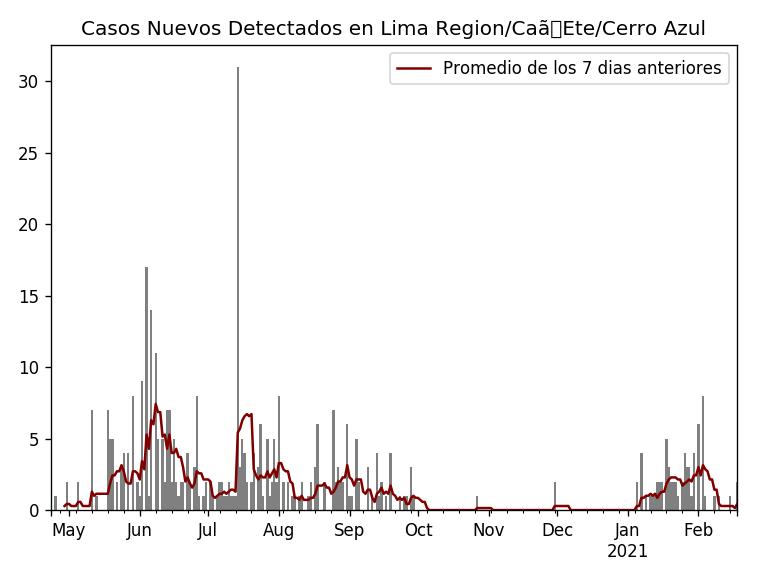 Casos Nuevos Detectados en Lima Region/Caã▯Ete/Cerro Azul
Promedio de los 7 dias anteriores
30
25
20
15
10
5
0
May Jun Jul Aug Sep Oct Nov Dec Jan Feb
2021